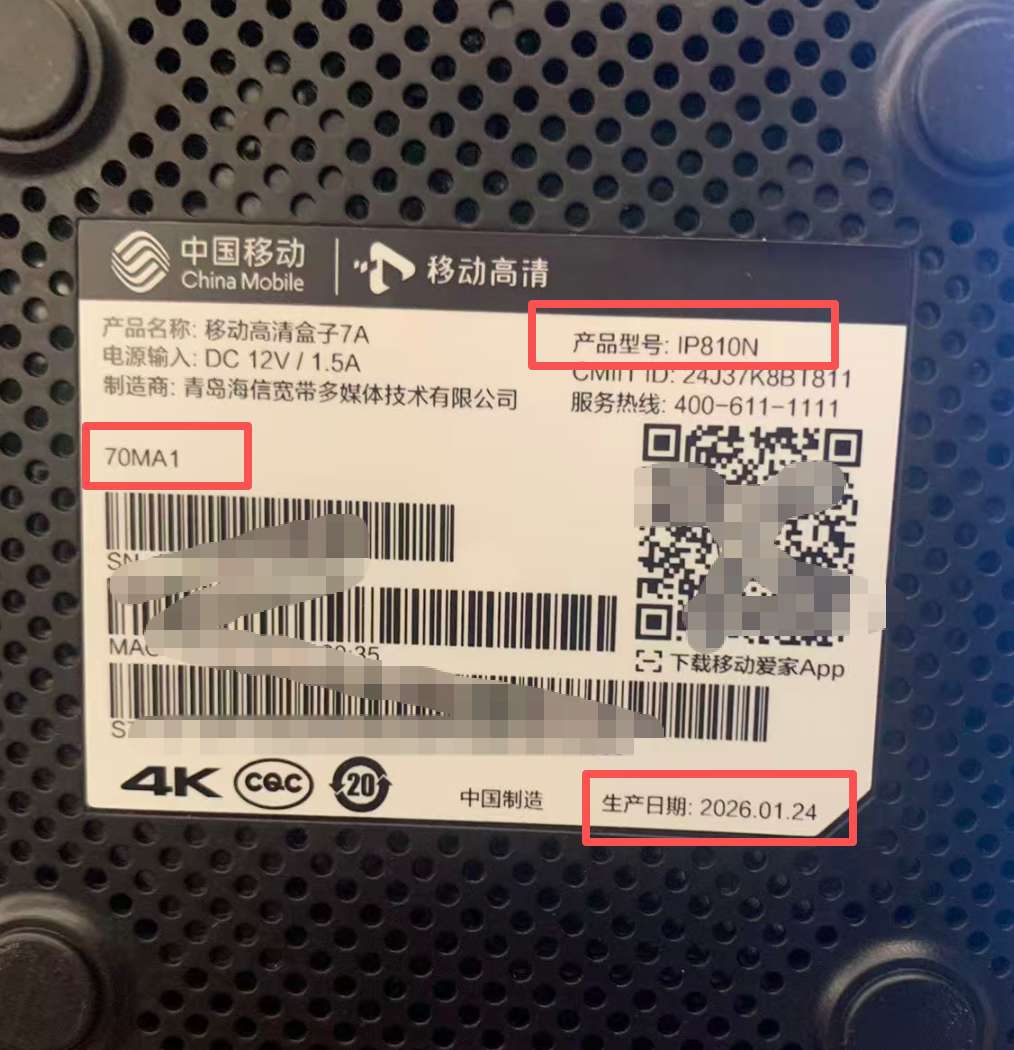 中国移动
China Mobile
移动高清
产品名称: 移动高清盒子7A
产品型号: IP810N
电源输入: DC 12V / 1.5A
CMIIT ID: 24J37K8BT811
制造商: 青岛海信宽带多媒体技术有限公司
服务热线: 400-611-1111
70MA1
SN
MAC
:35
下载移动爱家App
4K
CQC
20
中国制造
生产日期: 2026.01.24